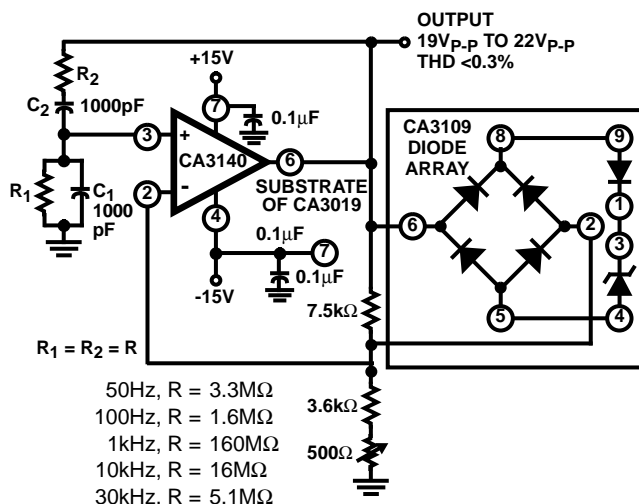 OUTPUT
19VP-P TO 22VP-P
THD <0.3%
+15V
R2
C2 1000pF
7
0.1μF
CA3109
DIODE
ARRAY
8
9
3
+
CA3140
6
2
-
SUBSTRATE
OF CA3019
R1
C1
1000
pF
4
0.1μF
7
0.1μF
-15V
6
2
1
3
5
4
7.5kΩ
R1 = R2 = R
50Hz, R = 3.3MΩ
100Hz, R = 1.6MΩ
1kHz, R = 160MΩ
10kHz, R = 16MΩ
30kHz, R = 5.1MΩ
3.6kΩ
500Ω